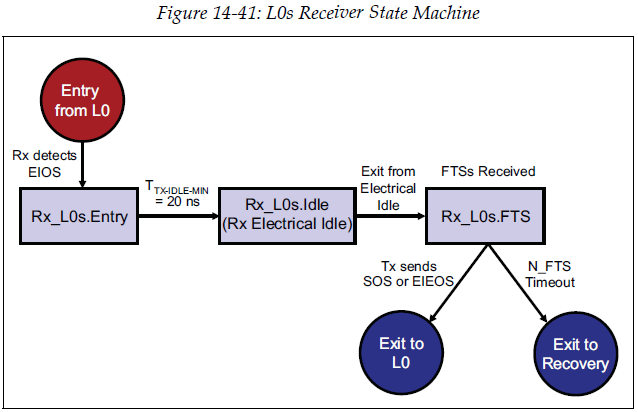 Figure 14-41: L0s Receiver State Machine
Entry
from L0
Rx detects
EIOS
Rx_L0s.Entry
TTX-IDLE-MIN
= 20 ns
Rx_L0s.Idle
(Rx Electrical Idle)
Exit from
Electrical
Idle
FTSs Received
Rx_L0s.FTS
Tx sends
SOS or EIEOS
N_FTS
Timeout
Exit to
L0
Exit to
Recovery